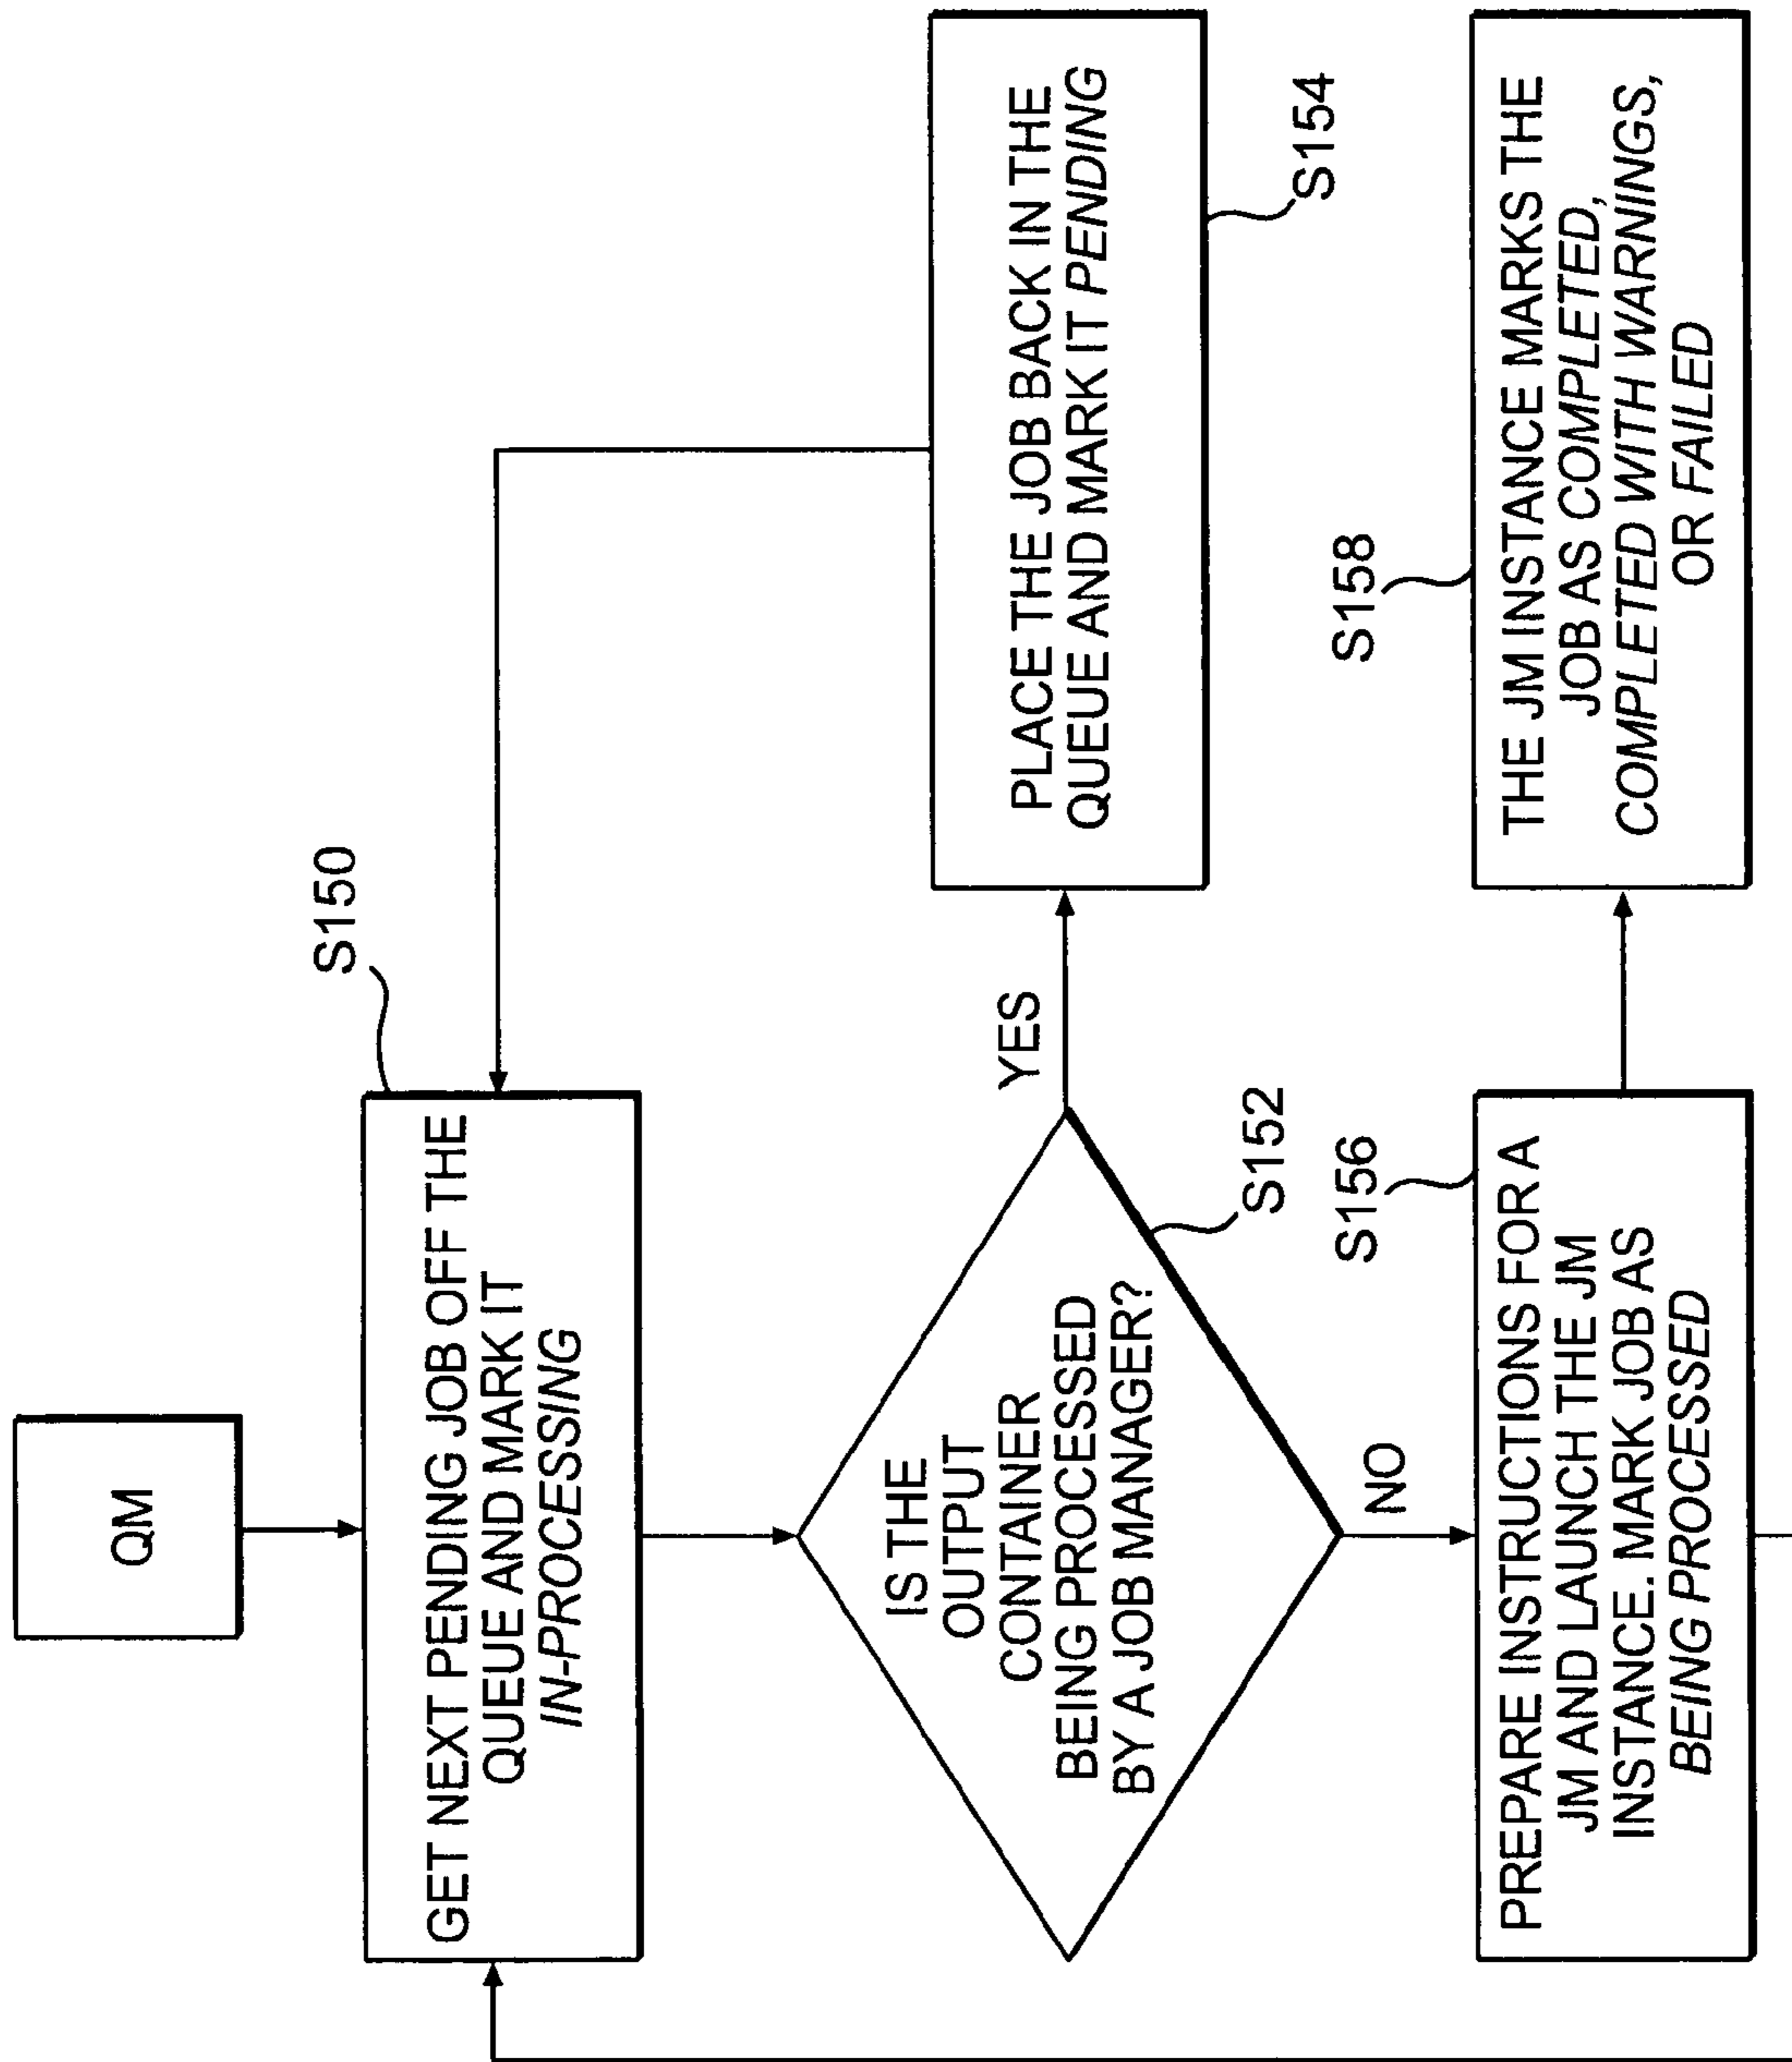 QM
S150
GET NEXT PENDING JOB OFF THE
QUEUE AND MARK IT
IN-PROCESSING
IS THE
OUTPUT
CONTAINER
BEING PROCESSED
BY A JOB MANAGER?
S152
YES
PLACE THE JOB BACK IN THE
QUEUE AND MARK IT PENDING
S154
NO
S156
PREPARE INSTRUCTIONS FOR A
JM AND LAUNCH THE JM
INSTANCE. MARK JOB AS
BEING PROCESSED
S158
THE JM INSTANCE MARKS THE
JOB AS COMPLETED,
COMPLETED WITH WARNINGS,
OR FAILED